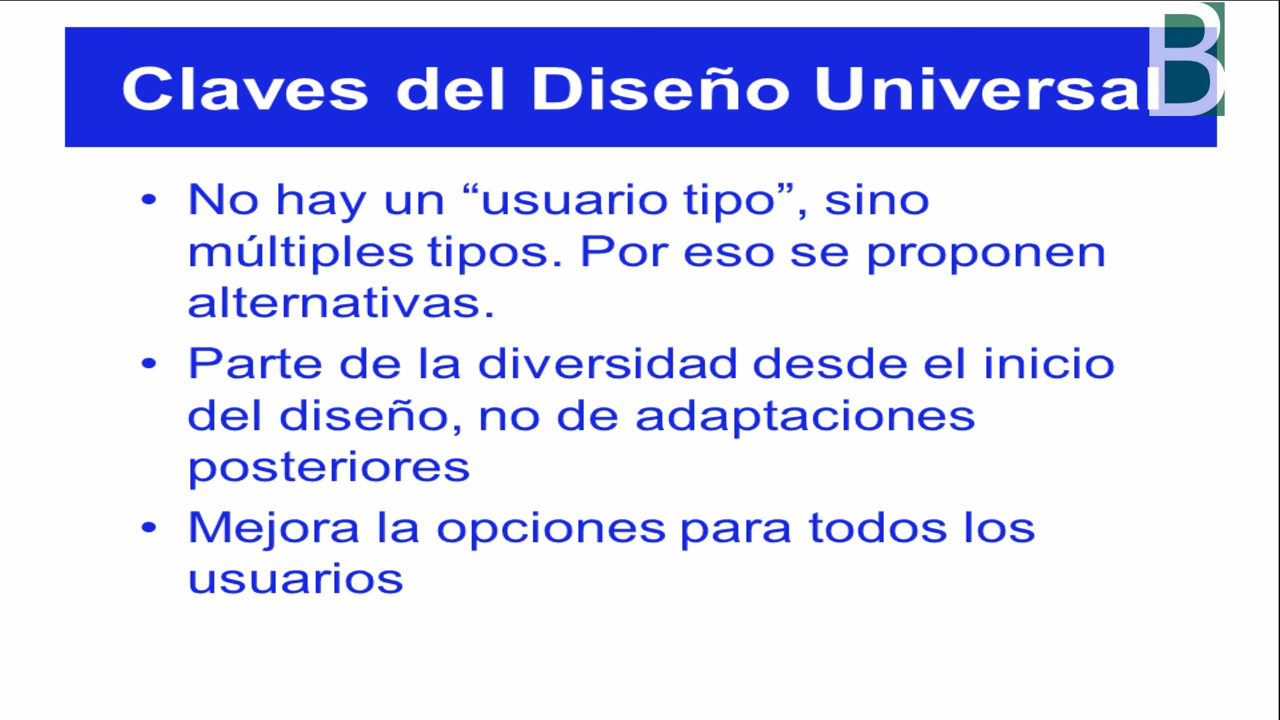 Claves del Diseño Universal
B
• No hay un “usuario tipo”, sino
múltiples tipos. Por eso se proponen
alternativas.
• Parte de la diversidad desde el inicio
del diseño, no de adaptaciones
posteriores
• Mejora la opciones para todos los
usuarios